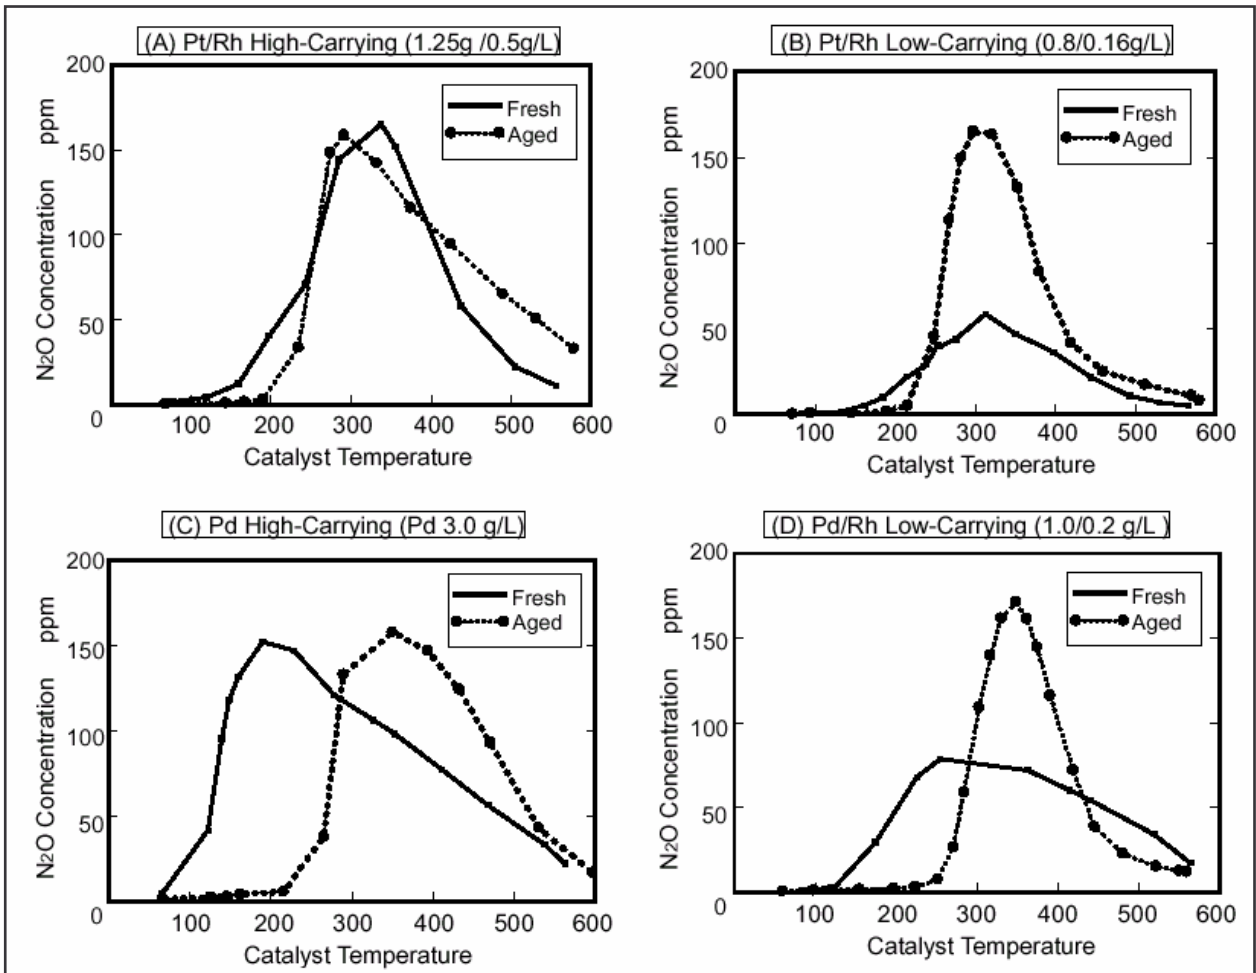 (A) Pt/Rh High-Carrying (1.25g /0.5g/L)
200
150
100
50
0
N2O Concentration ppm
Fresh
Aged
100 200 300 400 500 600
Catalyst Temperature
(B) Pt/Rh Low-Carrying (0.8/0.16g/L)
200
150
100
50
0
N2O Concentration ppm
Fresh
Aged
100 200 300 400 500 600
Catalyst Temperature
(C) Pd High-Carrying (Pd 3.0 g/L)
200
150
100
50
0
N2O Concentration ppm
Fresh
Aged
100 200 300 400 500 600
Catalyst Temperature
(D) Pd/Rh Low-Carrying (1.0/0.2 g/L )
200
150
100
50
0
N2O Concentration ppm
Fresh
Aged
100 200 300 400 500 600
Catalyst Temperature